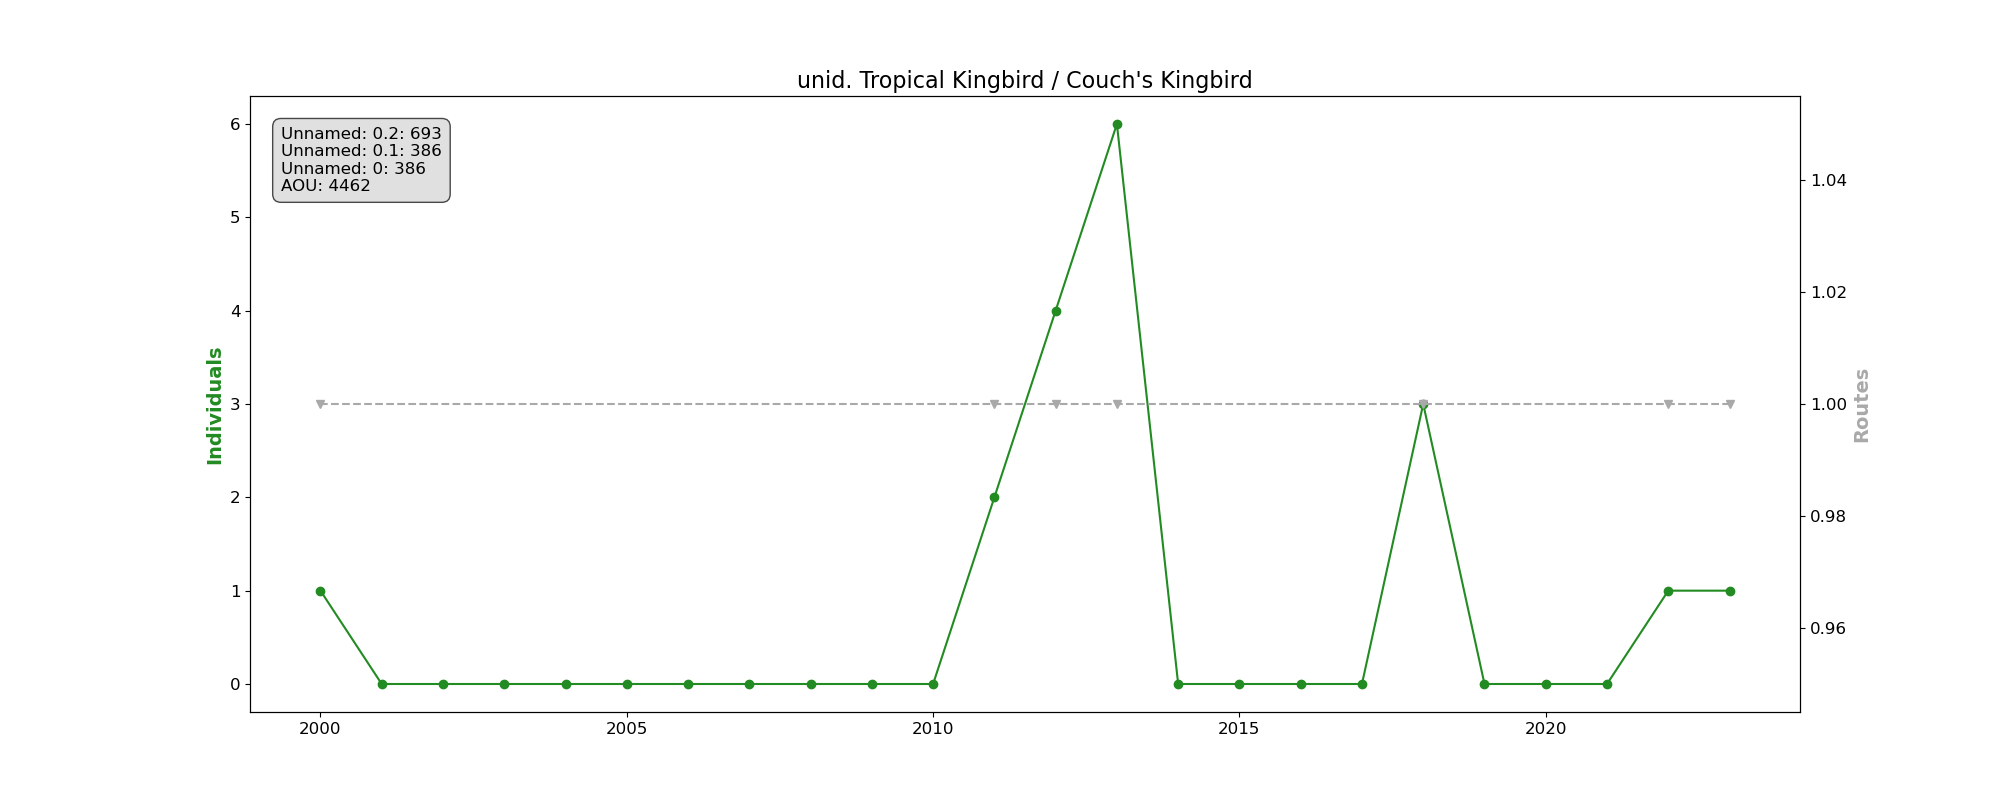 unid. Tropical Kingbird / Couch's Kingbird
Unnamed: 0.2: 693
Unnamed: 0.1: 386
Unnamed: 0: 386
AOU: 4462
6
5
4
3
2
1
0
Individuals
1.04
1.02
1.00
0.98
0.96
Routes
2000
2005
2010
2015
2020